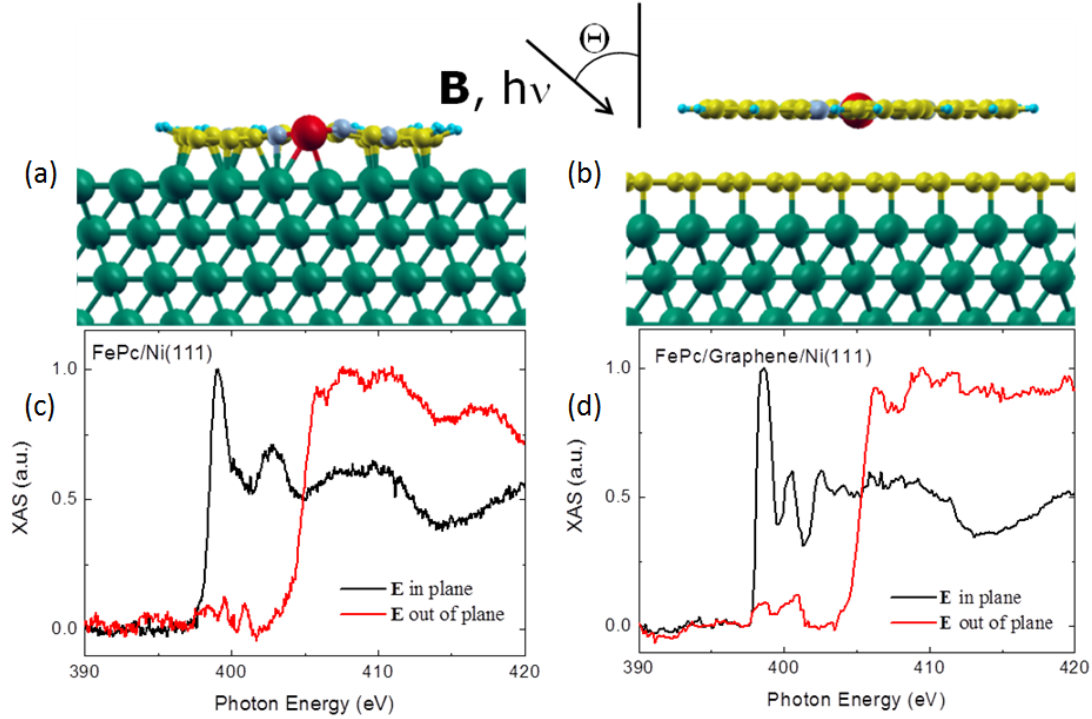 Θ
B, hν
(a)
(b)
FePc/Ni(111)
(c)
1.0
0.5
0.0
XAS (a.u.)
E in plane
E out of plane
390
400
410
420
Photon Energy (eV)
FePc/Graphene/Ni(111)
(d)
1.0
0.5
0.0
XAS (a.u.)
E in plane
E out of plane
390
400
410
420
Photon Energy (eV)